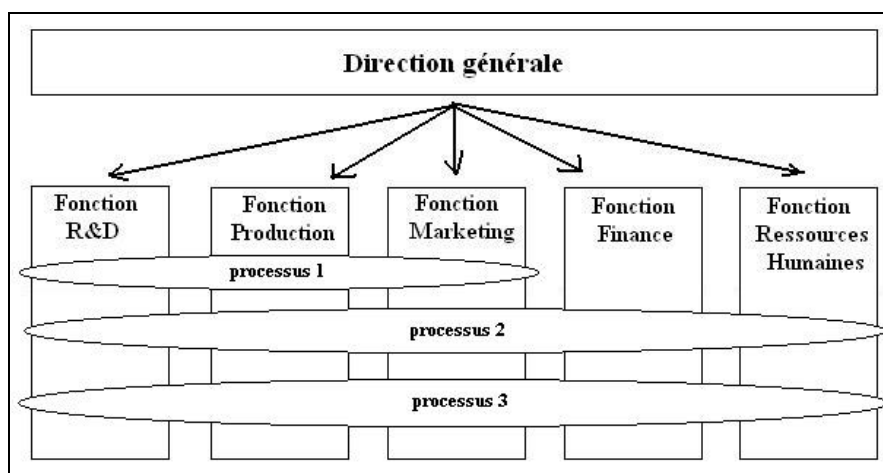 Direction générale
Fonction
R&D
Fonction
Production
Fonction
Marketing
Fonction
Finance
Fonction
Ressources
Humaines
processus 1
processus 2
processus 3